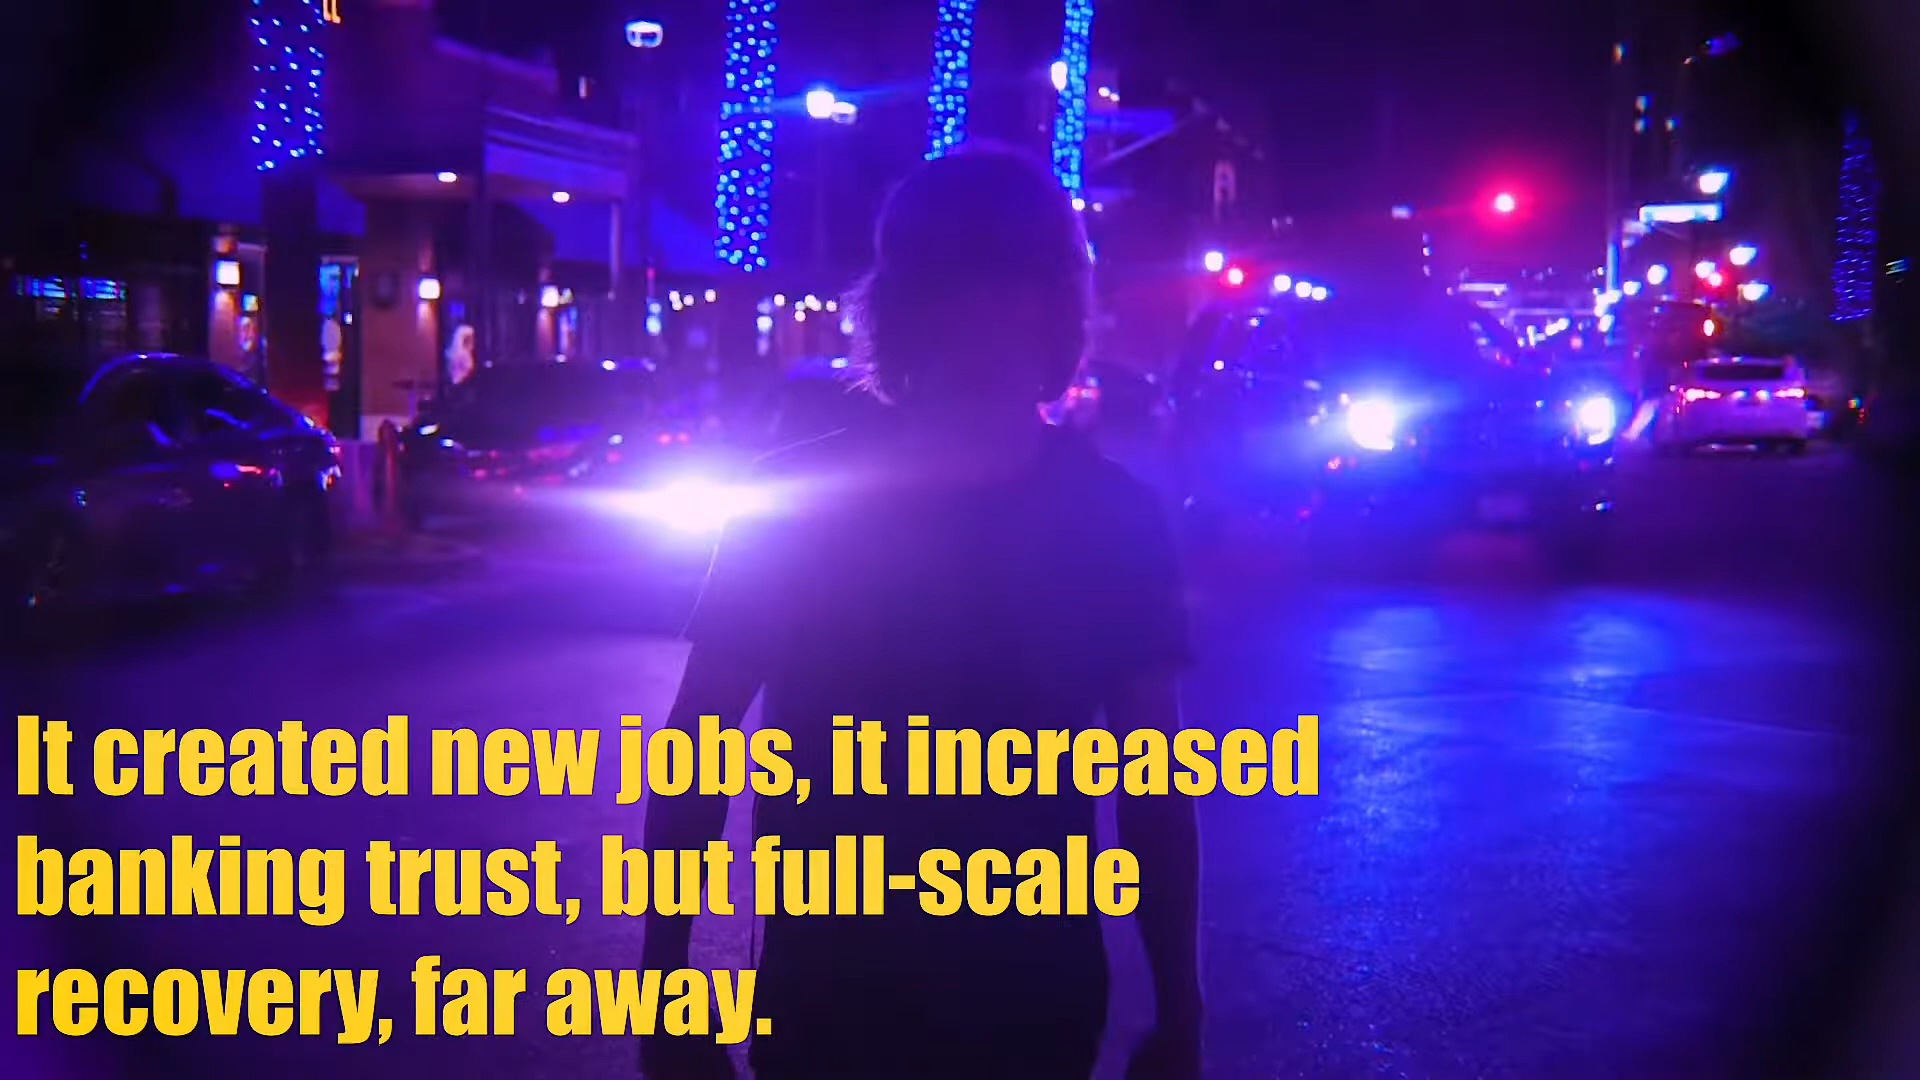 It created new jobs, it increased
banking trust, but full-scale
recovery, far away.